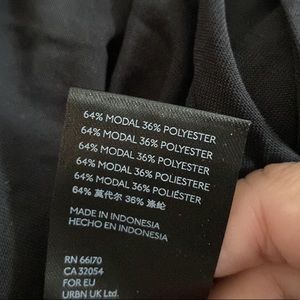 64% MODAL 36% POLYESTER
64% MODAL 36% POLYESTER
64% MODAL 36% POLYESTER
64% MODAL 36% POLIESTERE
64% MODAL 36% POLIÉSTER
64% 莫代尔 36% 涤纶
MADE IN INDONESIA
HECHO EN INDONESIA
RN 66170
CA 32054
FOR EU
URBN UK Ltd.